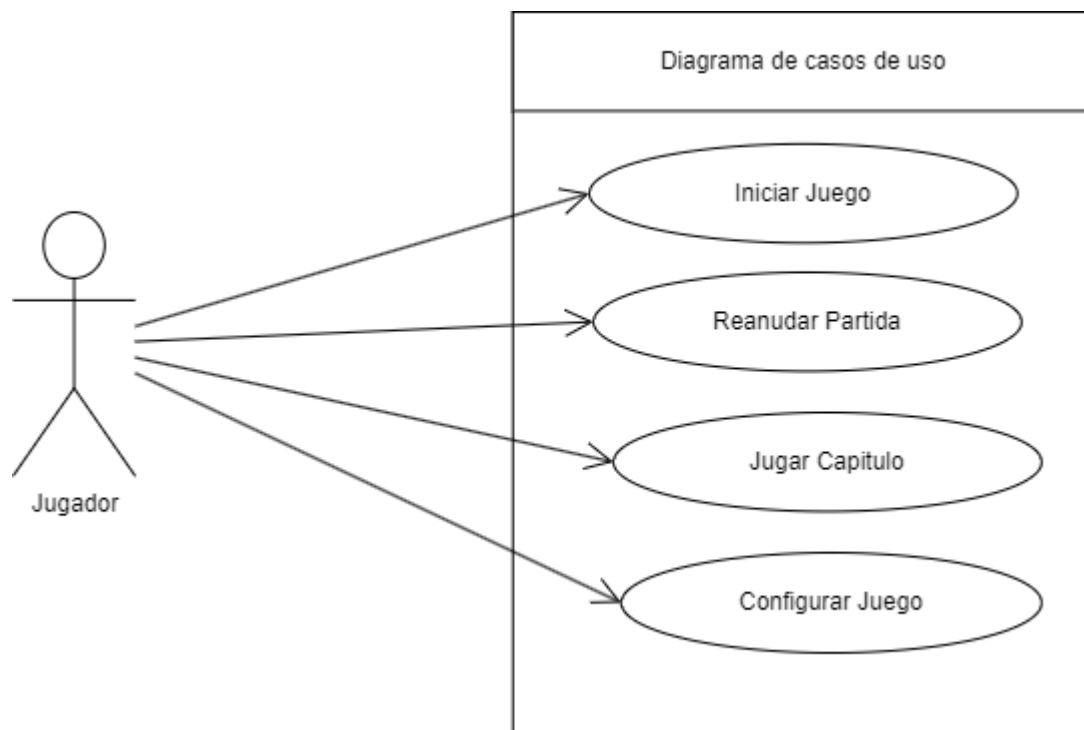 Diagrama de casos de uso
Iniciar Juego
Reanudar Partida
Jugar Capitulo
Jugador
Configurar Juego